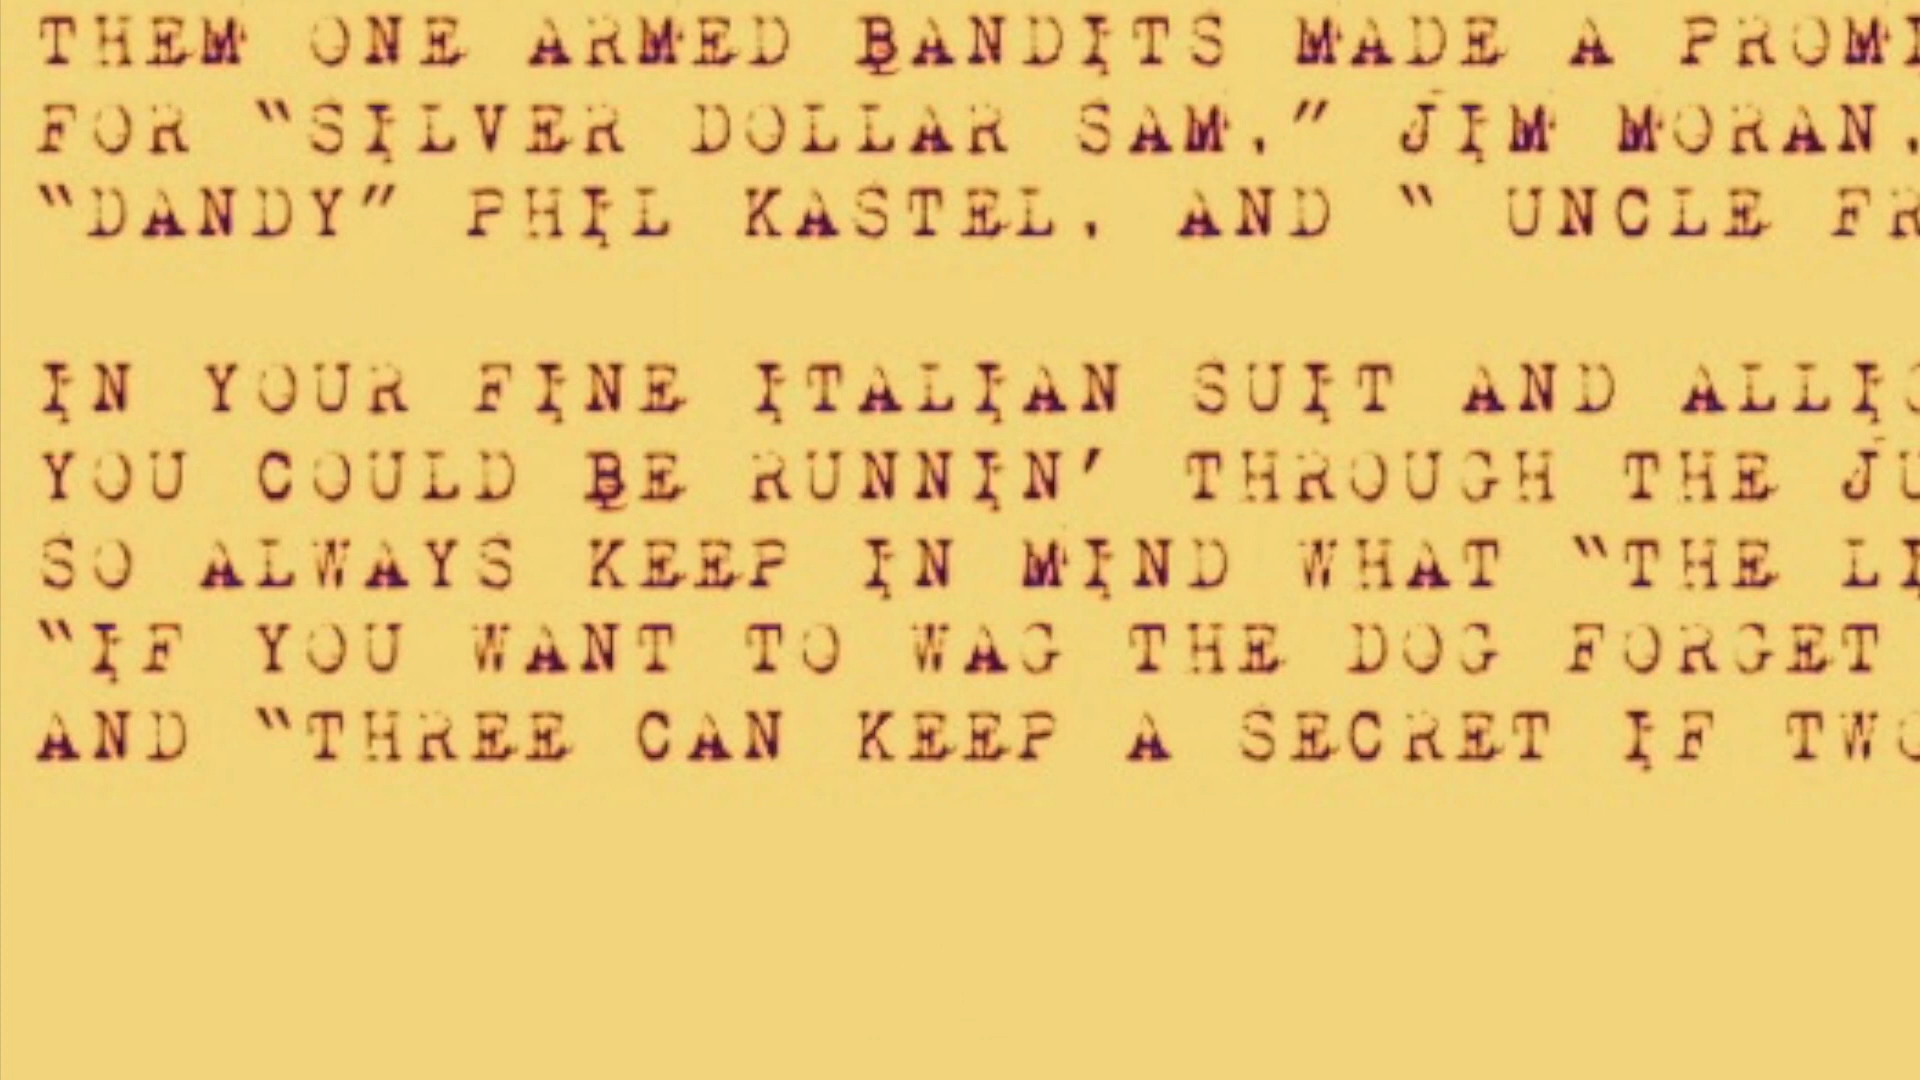 THEM ONE ARMED BANDITS MADE A
FOR “SILVER DOLLAR SAM,” JIM MORAN,
“DANDY” PHIL KASTEL, AND “ UNCLE
IN YOUR FINE ITALIAN SUIT AND
YOU COULD BE RUNNIN’ THROUGH THE
SO ALWAYS KEEP IN MIND WHAT “THE
“IF YOU WANT TO WAG THE DOG FORGET
AND “THREE CAN KEEP A SECRET IF